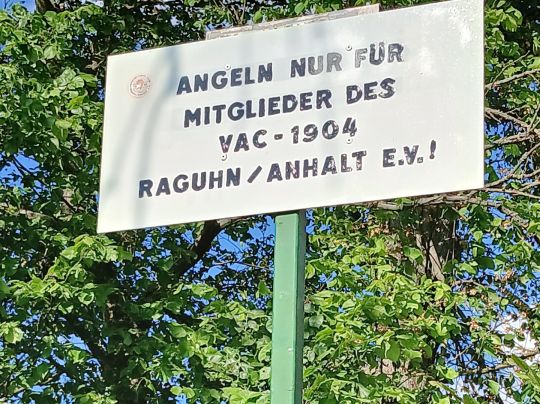 ANGELN NUR FÜR
MITGLIEDER DES
VAC-1904
RAGUHN/ANHALT E.V.!